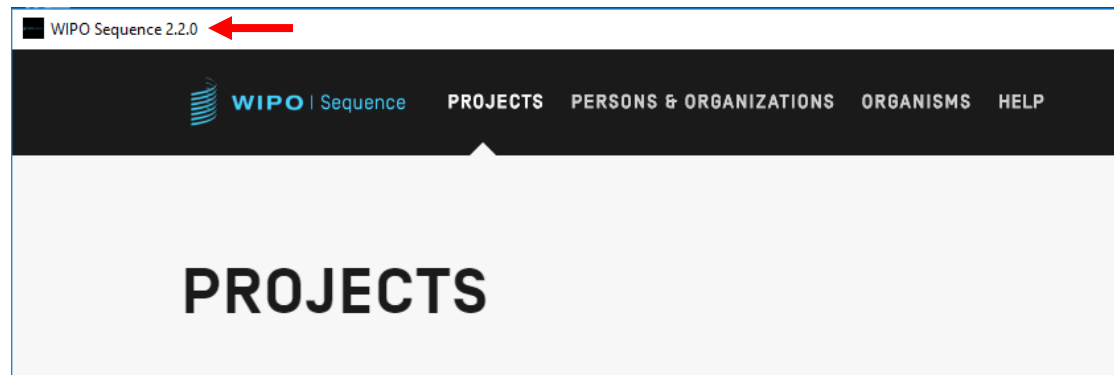 WIPO Sequence 2.2.0
WIPO | Sequence PROJECTS PERSONS & ORGANIZATIONS ORGANISMS HELP
PROJECTS